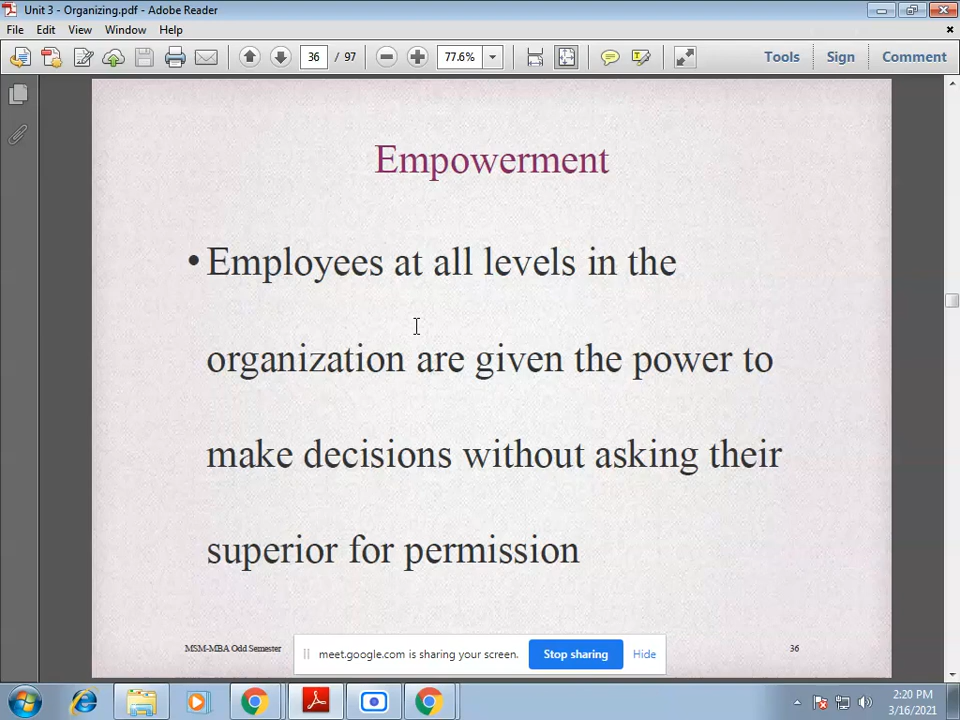 Unit 3 - Organizing.pdf - Adobe Reader
File Edit View Window Help
36 / 97 77.6% Tools Sign Comment
Empowerment
• Employees at all levels in the
organization are given the power to
make decisions without asking their
superior for permission
MSM-MBA Odd Semester 36
meet.google.com is sharing your screen. Stop sharing Hide
2:20 PM
3/16/2021